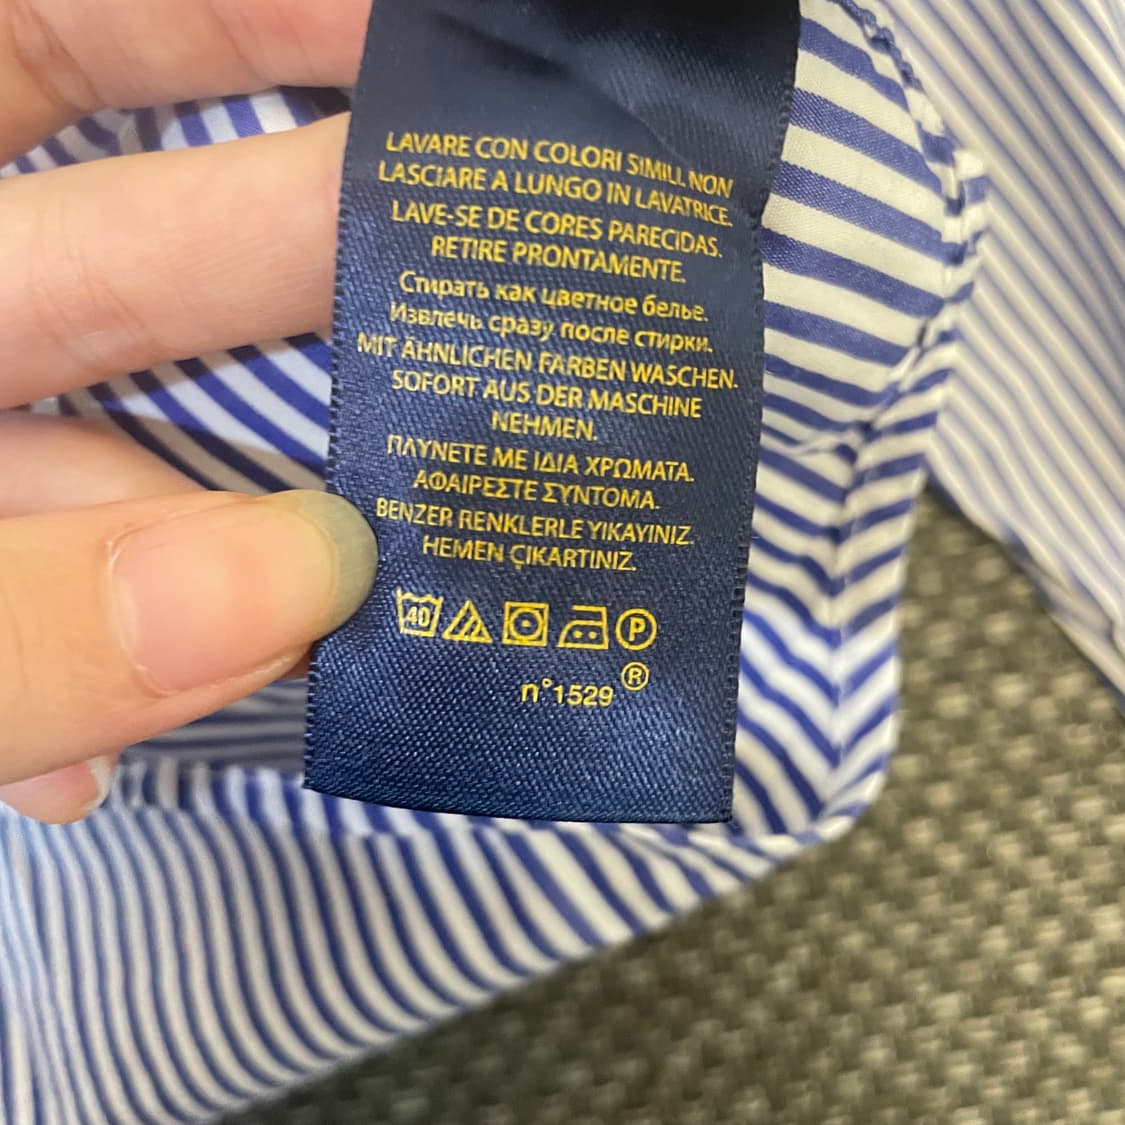 LAVARE CON COLORI SIMILI. NON
LASCIARE A LUNGO IN LAVATRICE.
LAVE-SE DE CORES PARECIDAS.
RETIRE PRONTAMENTE.
Стирать как цветное белье.
Извлечь сразу после стирки.
MIT ÄHNLICHEN FARBEN WASCHEN.
SOFORT AUS DER MASCHINE
NEHMEN.
ΠΛΥΝΕΤΕ ΜΕ ΙΔΙΑ ΧΡΩΜΑΤΑ.
ΑΦΑΙΡΕΣΤΕ ΣΥΝΤΟΜΑ.
BENZER RENKLERLE YIKAYINIZ.
HEMEN ÇIKARTINIZ.
40 P
n°1529 ®